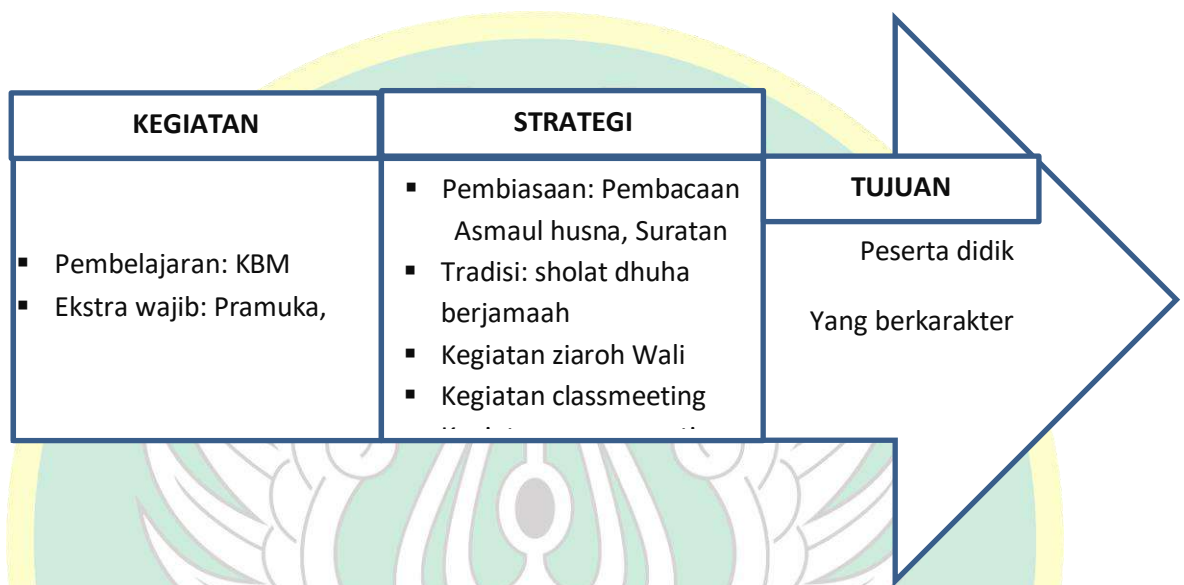 KEGIATAN
▪ Pembelajaran: KBM
▪ Ekstra wajib: Pramuka,
STRATEGI
▪ Pembiasaan: Pembacaan
Asmaul husna, Suratan
▪ Tradisi: sholat dhuha
berjamaah
▪ Kegiatan ziaroh Wali
▪ Kegiatan classmeeting
TUJUAN
Peserta didik
Yang berkarakter